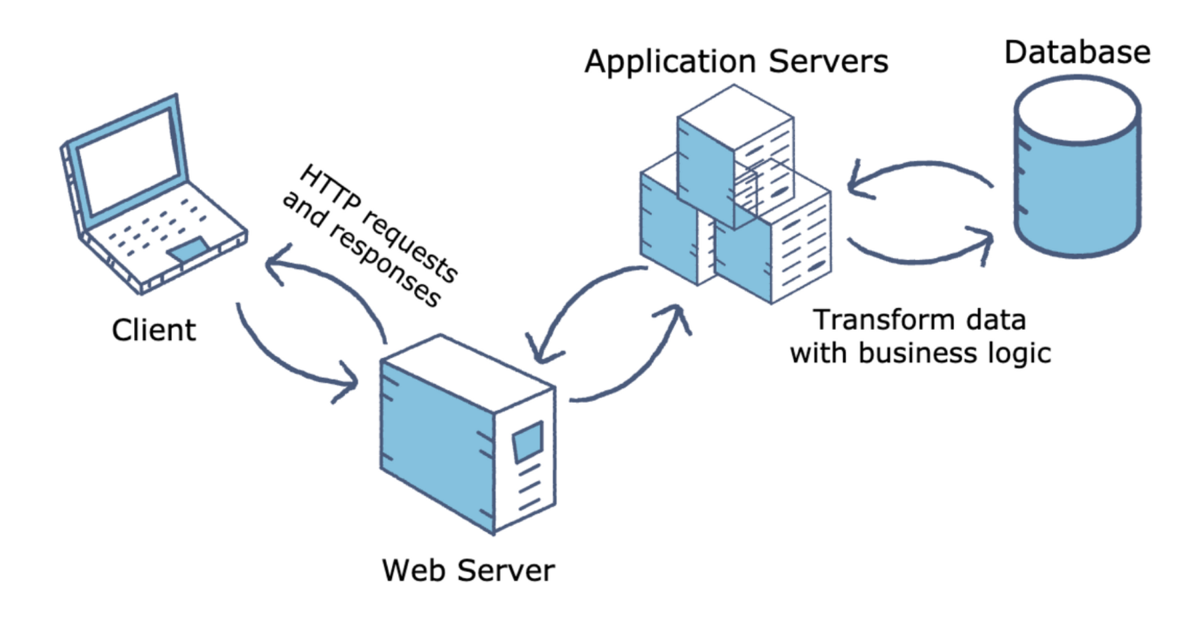 Application Servers
Database
HTTP requests
and responses
Client
Transform data
with business logic
Web Server